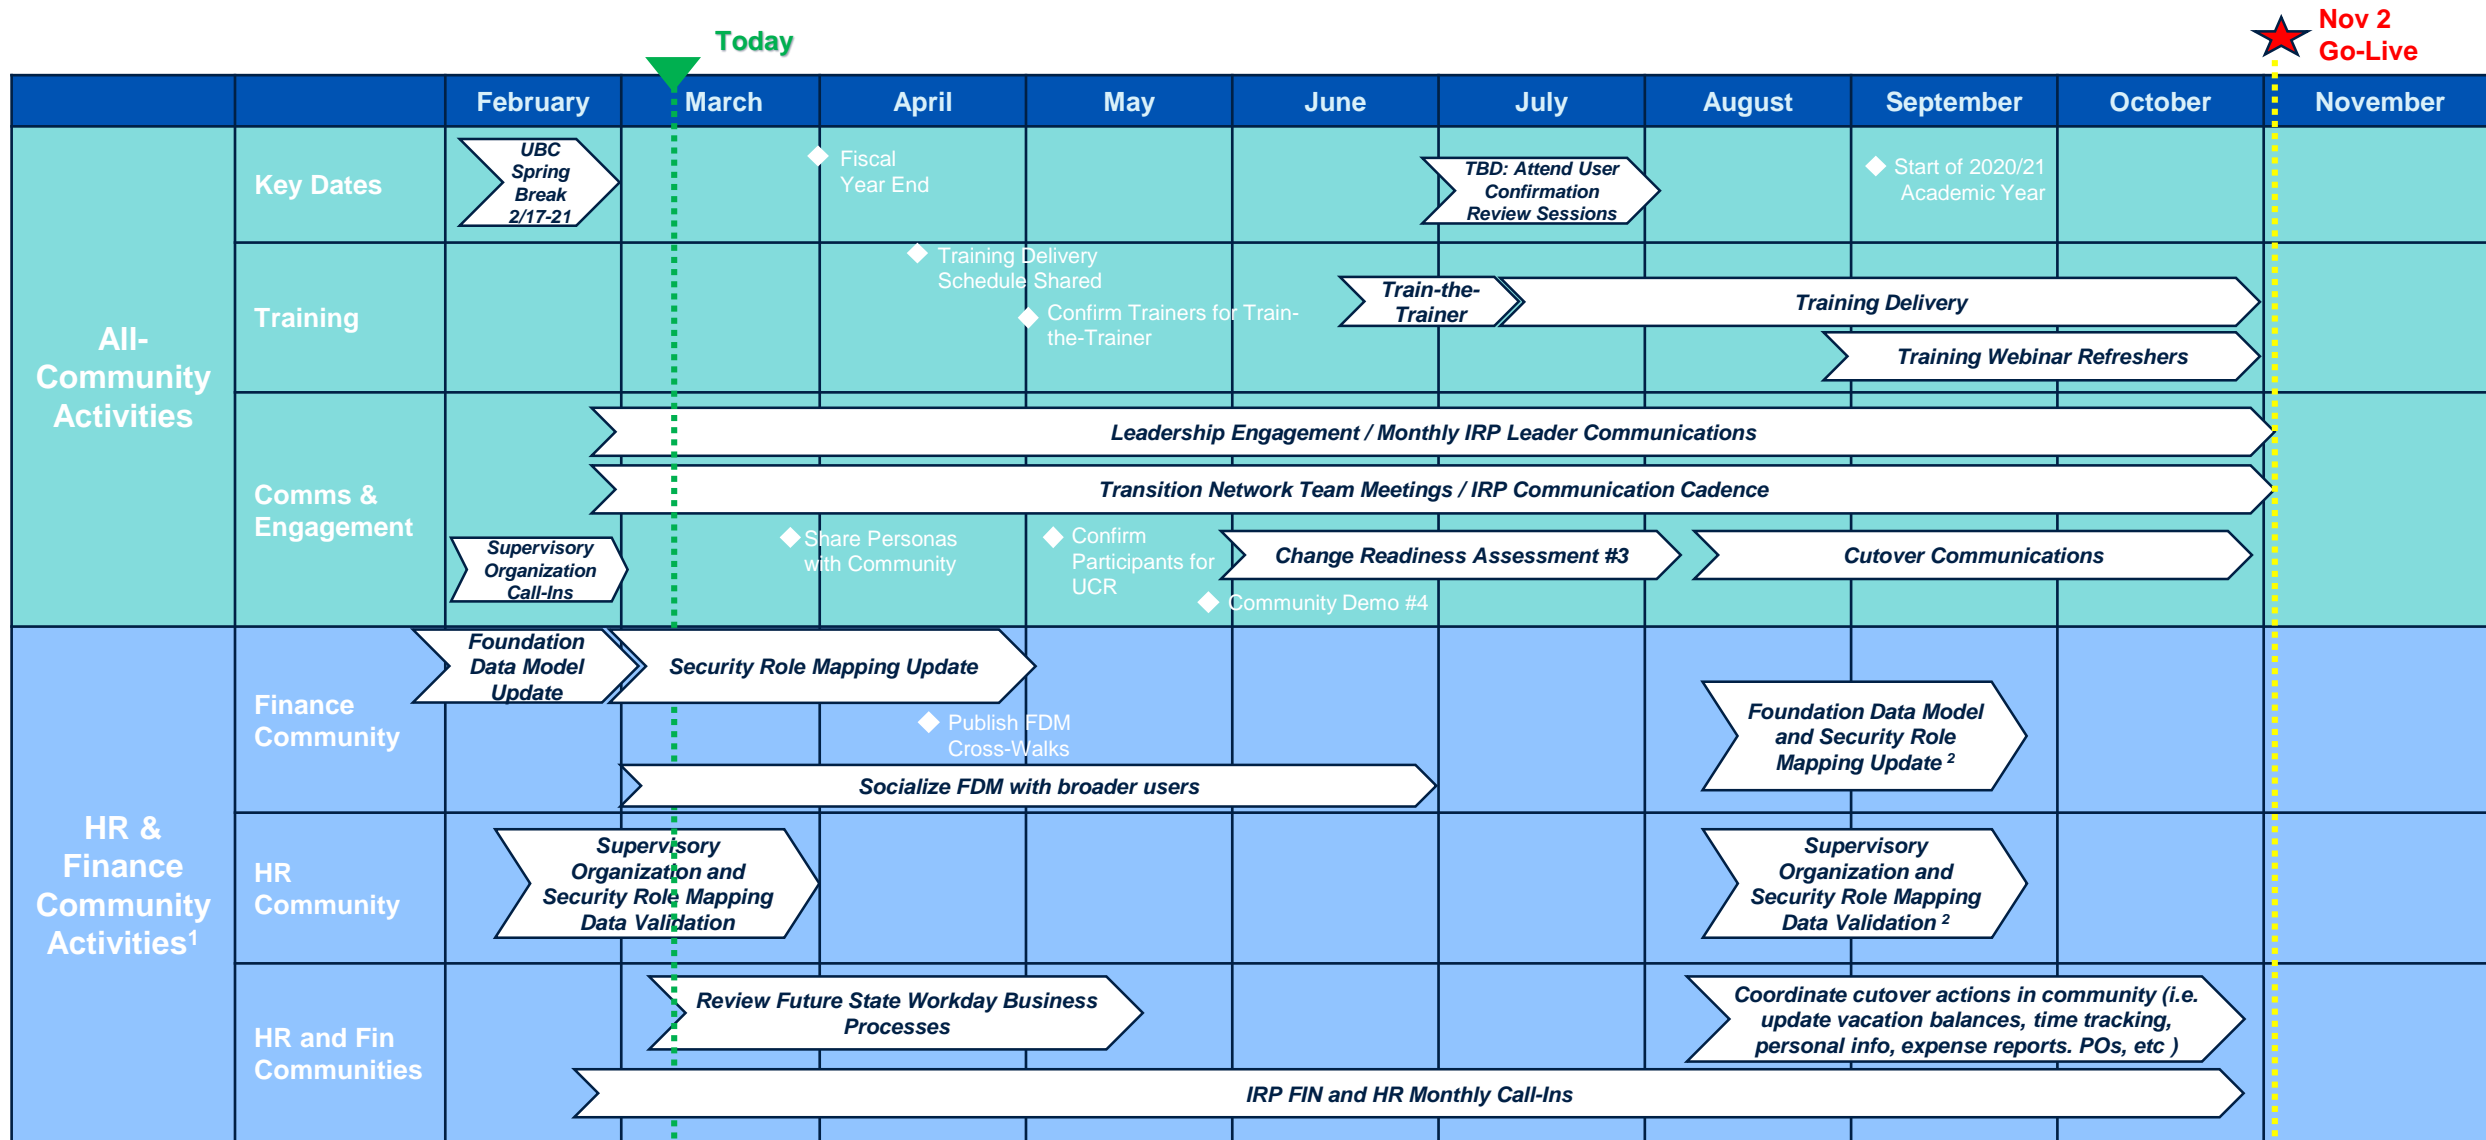 Nov 2
Go-Live
Today
February
March
April
May
June
July
August
September
October
November
All-
Community
Activities
Key Dates
UBC
Spring
Break
2/17-21
Fiscal
Year End
TBD: Attend User
Confirmation
Review Sessions
Start of 2020/21
Academic Year
Training
Training Delivery
Schedule Shared
Confirm Trainers for Train-
the-Trainer
Train-the-
Trainer
Training Delivery
Training Webinar Refreshers
Comms &
Engagement
Leadership Engagement / Monthly IRP Leader Communications
Transition Network Team Meetings / IRP Communication Cadence
Supervisory
Organization
Call-Ins
Share Personas
with Community
Confirm
Participants for
UCR
Community Demo #4
Change Readiness Assessment #3
Cutover Communications
HR &
Finance
Community
Activities¹
Finance
Community
Foundation
Data Model
Update
Security Role Mapping Update
Publish FDM
Cross-Walks
Socialize FDM with broader users
Foundation Data Model
and Security Role
Mapping Update ²
HR
Community
Supervisory
Organization and
Security Role Mapping
Data Validation
Supervisory
Organization and
Security Role Mapping
Data Validation ²
HR and Fin
Communities
Review Future State Workday Business
Processes
Coordinate cutover actions in community (i.e.
update vacation balances, time tracking,
personal info, expense reports. POs, etc )
IRP FIN and HR Monthly Call-Ins